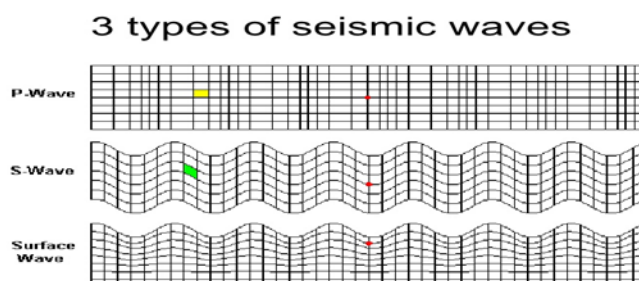 3 types of seismic waves
P-Wave
S-Wave
Surface
Wave